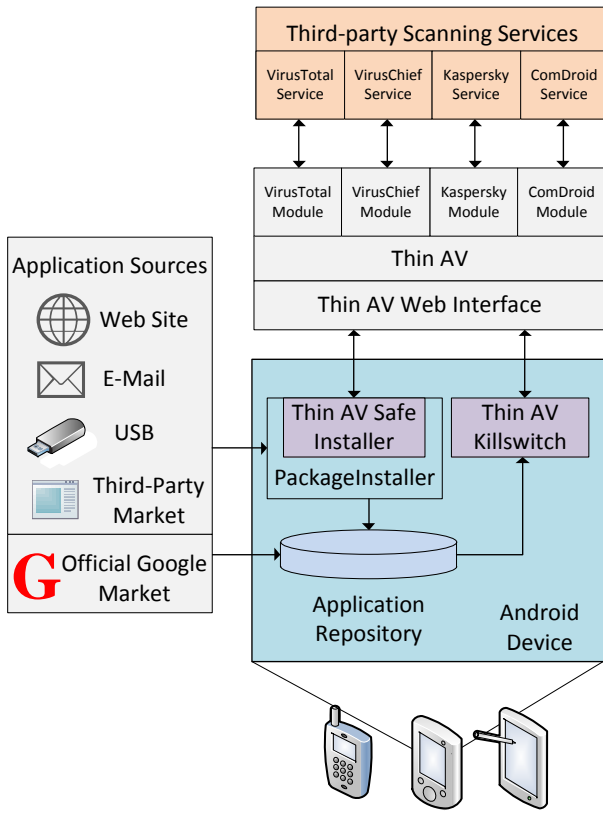 Third-party Scanning Services
VirusTotal Service
VirusChief Service
Kaspersky Service
ComDroid Service
VirusTotal Module
VirusChief Module
Kaspersky Module
ComDroid Module
Thin AV
Thin AV Web Interface
Application Sources
Web Site
E-Mail
USB
Third-Party
Market
G
Official Google
Market
Thin AV Safe
Installer
PackageInstaller
Thin AV
Killswitch
Application
Repository
Android
Device